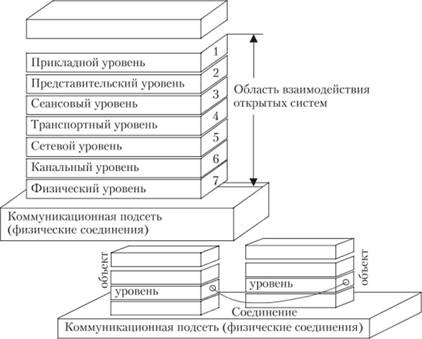 Прикладной уровень 1
Представительский уровень 2
Сеансовый уровень 3
Транспортный уровень 4
Сетевой уровень 5
Канальный уровень 6
Физический уровень 7
Область взаимодействия
открытых систем
Коммуникационная подсеть
(физические соединения)
объект
уровень
уровень
объект
Соединение
Коммуникационная подсеть (физические соединения)